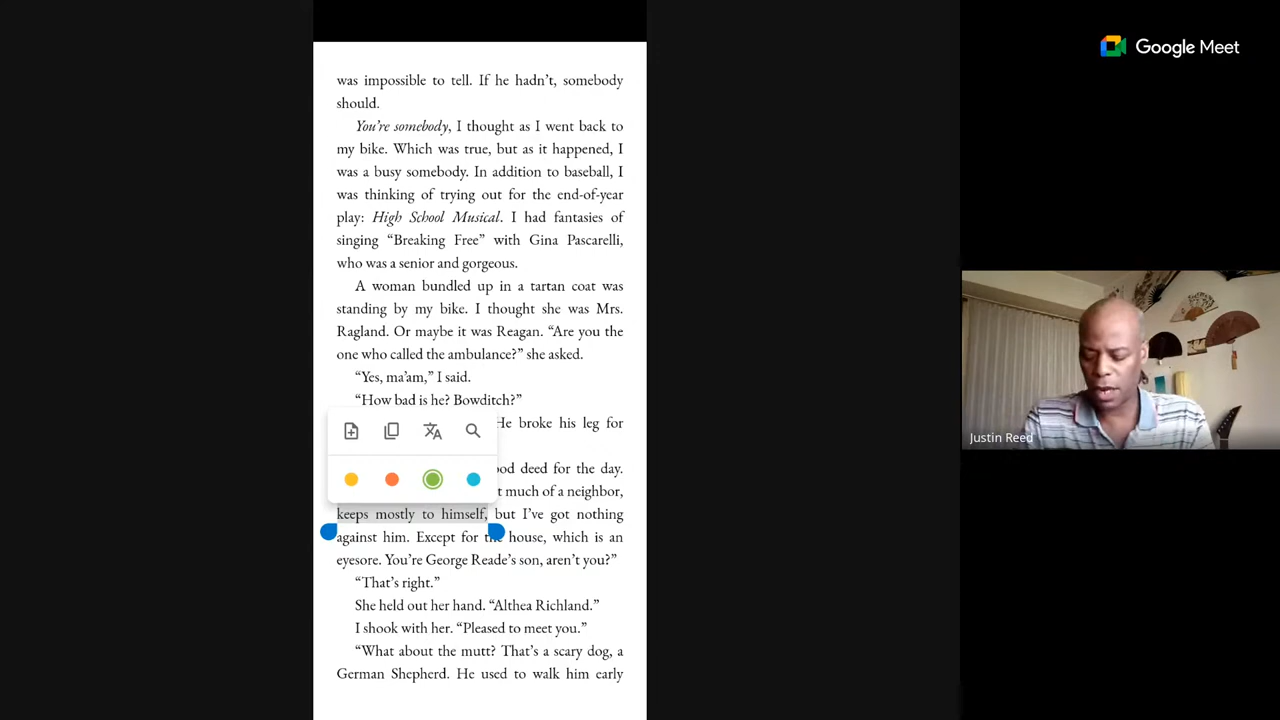 was impossible to tell. If he hadn't, somebody
should.
You're somebody, I thought as I went back to
my bike. Which was true, but as it happened, I
was a busy somebody. In addition to baseball, I
was thinking of trying out for the end-of-year
play: High School Musical. I had fantasies of
singing “Breaking Free” with Gina Pascarelli,
who was a senior and gorgeous.
A woman bundled up in a tartan coat was
standing by my bike. I thought she was Mrs.
Ragland. Or maybe it was Reagan. “Are you the
one who called the ambulance?” she asked.
“Yes, ma'am,” I said.
“How bad is he? Bowditch?”
He broke his leg for
deed for the day.
much of a neighbor,
keeps mostly to himself, but I've got nothing
against him. Except for the house, which is an
eyesore. You're George Reade's son, aren't you?”
“That's right.”
She held out her hand. “Althea Richland.”
I shook with her. “Pleased to meet you.”
“What about the mutt? That's a scary dog, a
German Shepherd. He used to walk him early
Google Meet
Justin Reed